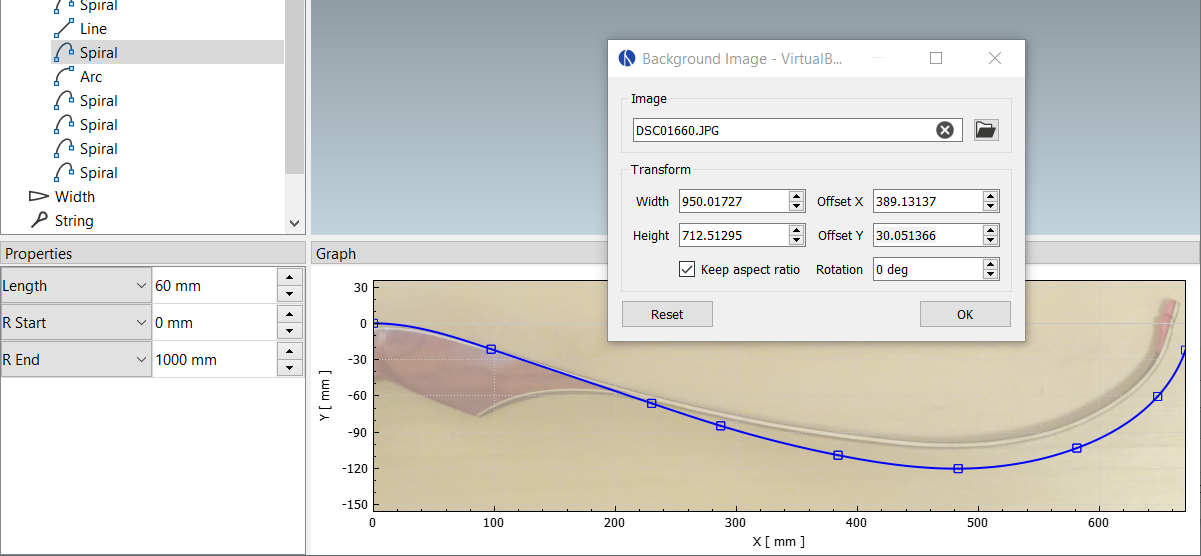 Spiral
Line
Spiral
Arc
Spiral
Spiral
Spiral
Spiral
Width
String
Background Image - VirtualB...
Image
DSC01660.JPG
Transform
Width 950.01727 Offset X 389.13137
Height 712.51295 Offset Y 30.051366
Keep aspect ratio Rotation 0 deg
Reset OK
Properties
Length 60 mm
R Start 0 mm
R End 1000 mm
Graph
30
0
-30
-60
-90
-120
-150
Y [ mm ]
0 100 200 300 400 500 600
X [ mm ]